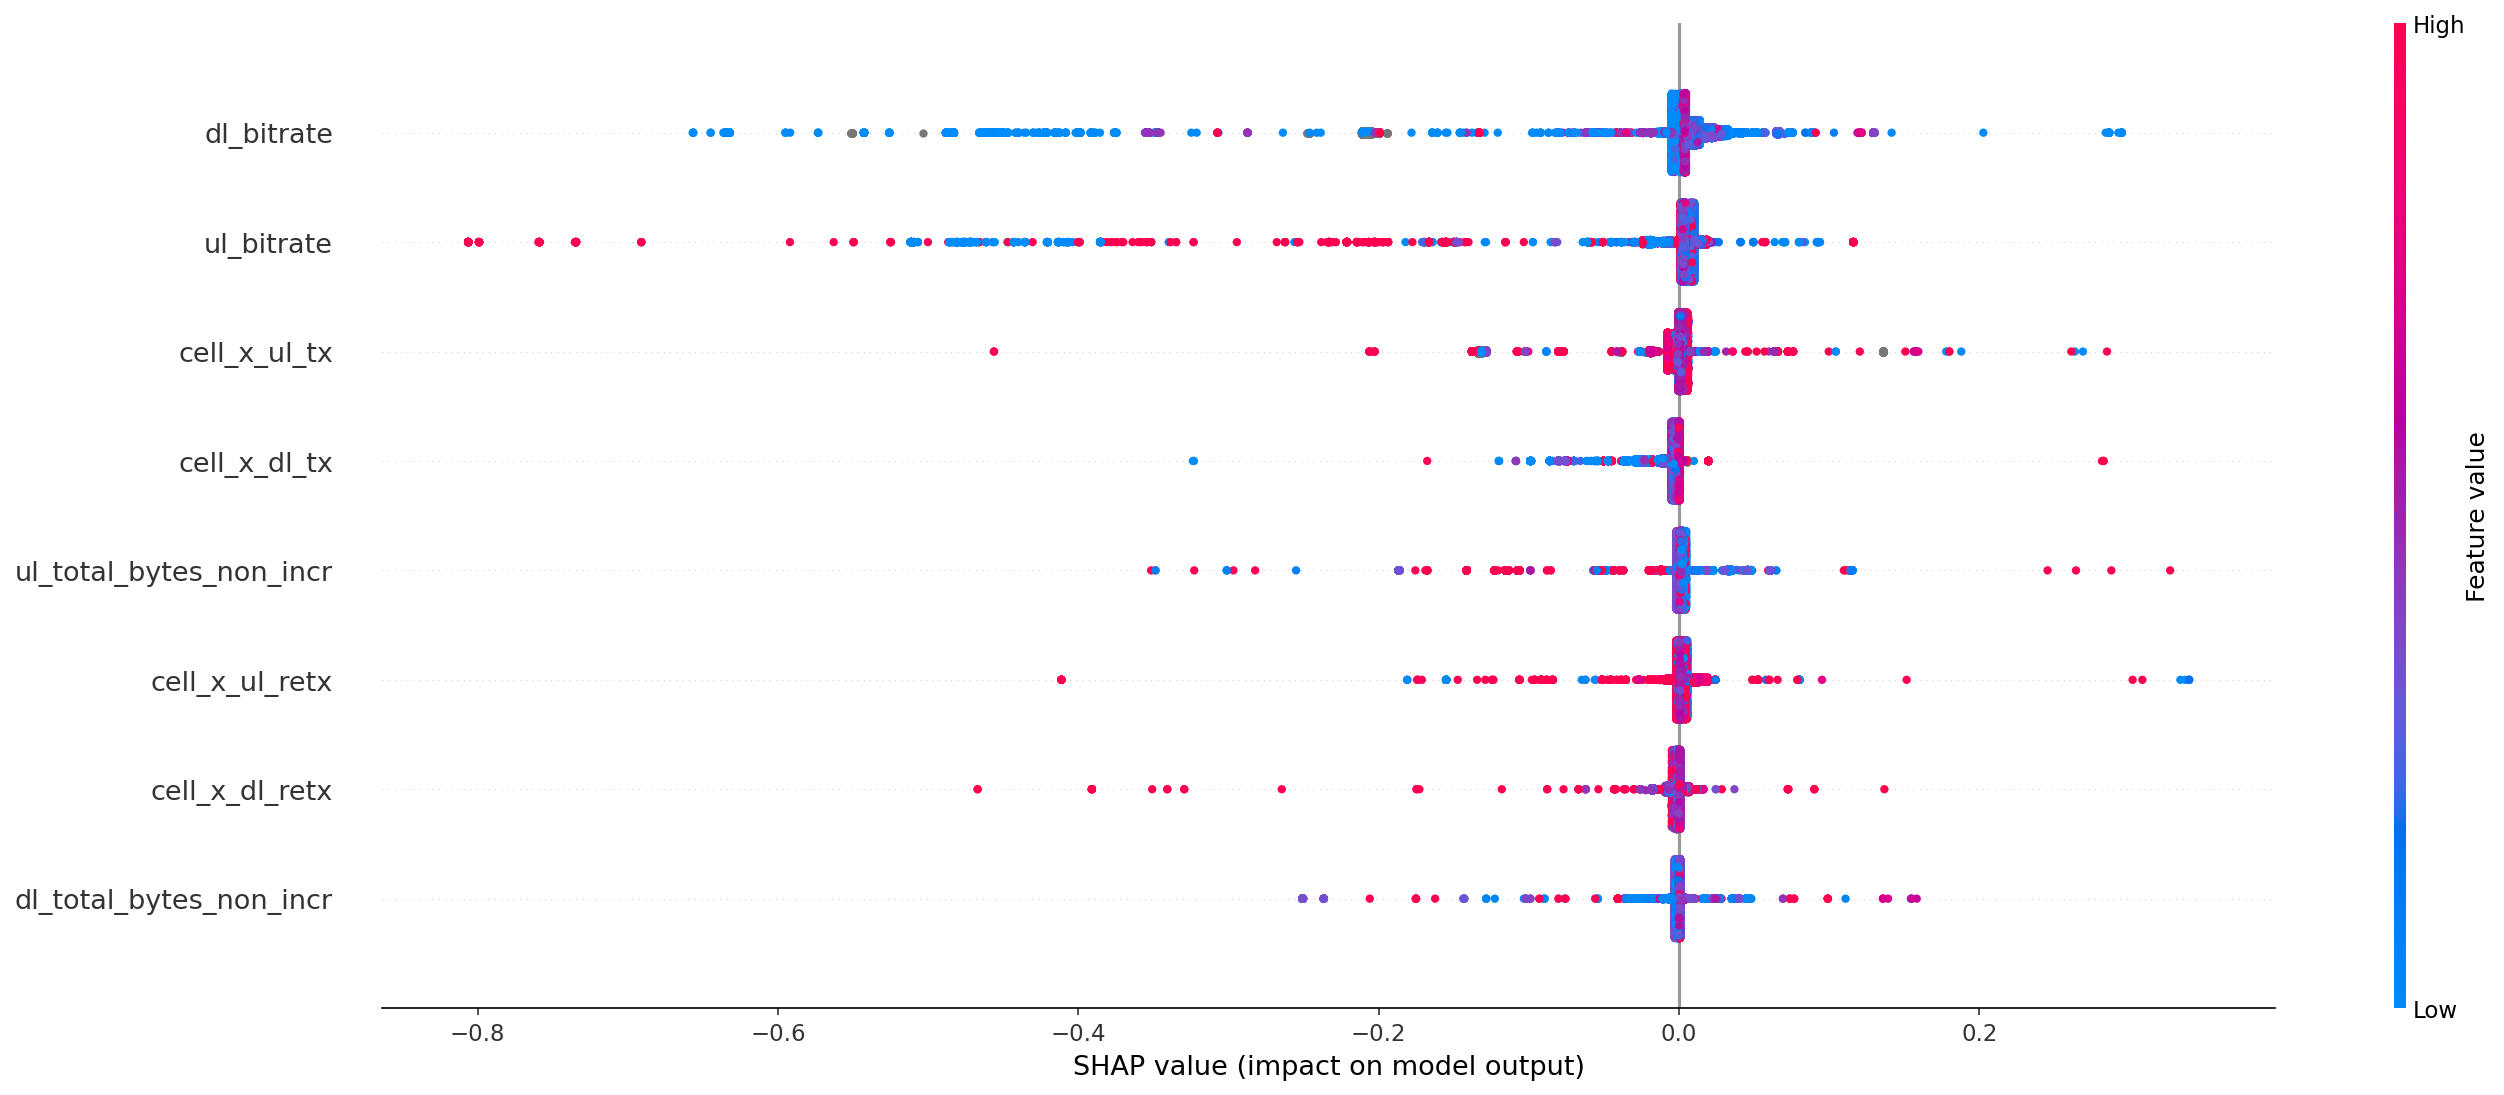 High
dl_bitrate
ul_bitrate
cell_x_ul_tx
cell_x_dl_tx
ul_total_bytes_non_incr
cell_x_ul_retx
cell_x_dl_retx
dl_total_bytes_non_incr
Feature value
Low
−0.8 −0.6 −0.4 −0.2 0.0 0.2
SHAP value (impact on model output)